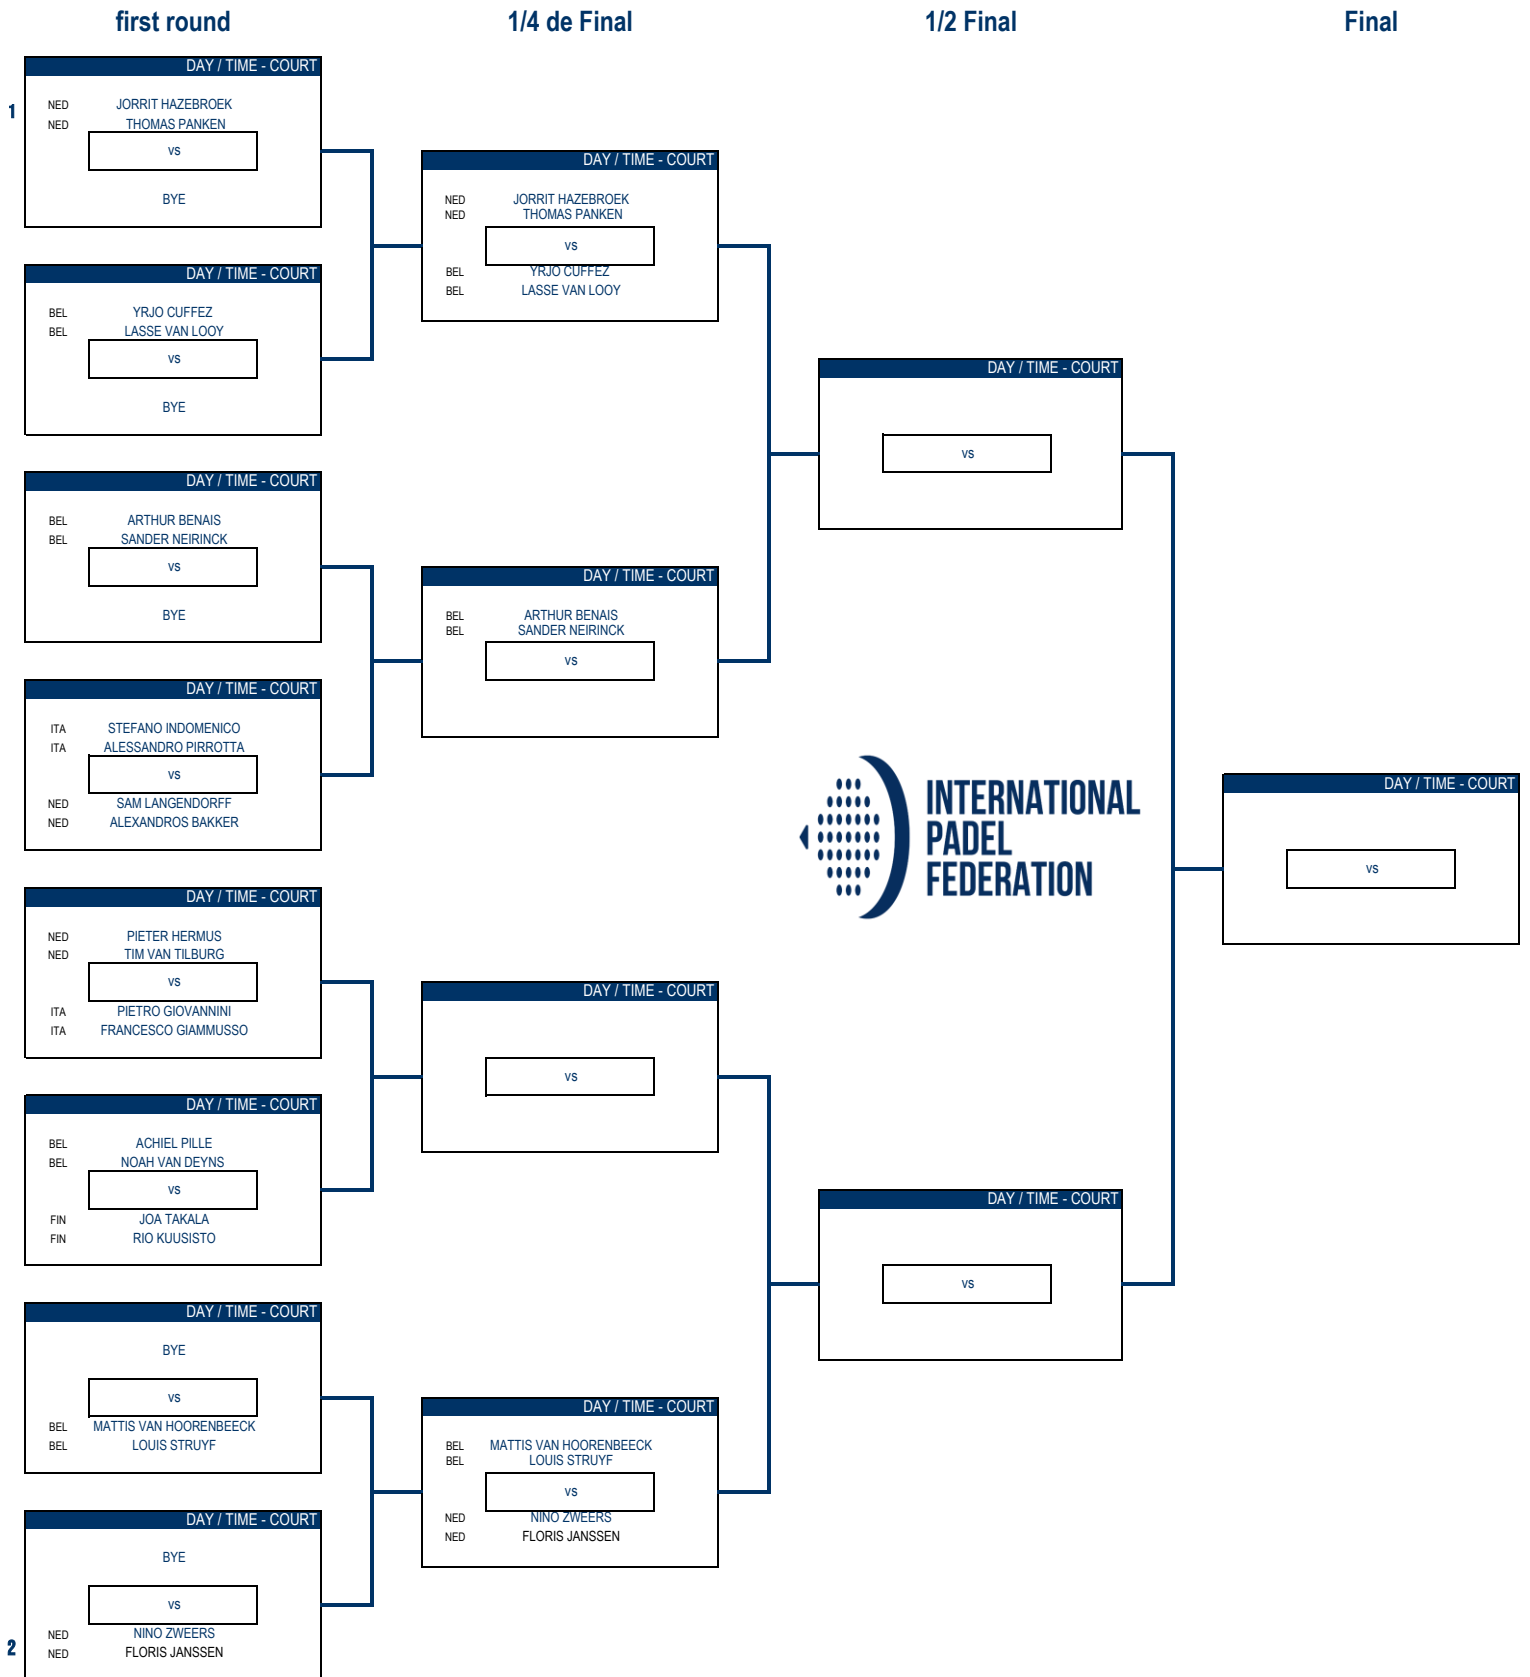 first round
1/4 de Final
1/2 Final
Final
DAY / TIME - COURT
1
NED JORRIT HAZEBROEK
NED THOMAS PANKEN
vs
BYE
DAY / TIME - COURT
BEL YRJO CUFFEZ
BEL LASSE VAN LOOY
vs
BYE
DAY / TIME - COURT
BEL ARTHUR BENAIS
BEL SANDER NEIRINCK
vs
BYE
DAY / TIME - COURT
ITA STEFANO INDOMENICO
ITA ALESSANDRO PIRROTTA
vs
NED SAM LANGENDORFF
NED ALEXANDROS BAKKER
DAY / TIME - COURT
NED PIETER HERMUS
NED TIM VAN TILBURG
vs
ITA PIETRO GIOVANNINI
ITA FRANCESCO GIAMMUSSO
DAY / TIME - COURT
BEL ACHIEL PILLE
BEL NOAH VAN DEYNS
vs
FIN JOA TAKALA
FIN RIO KUUSISTO
DAY / TIME - COURT
BYE
vs
BEL MATTIS VAN HOORENBEECK
BEL LOUIS STRUYF
DAY / TIME - COURT
BYE
vs
NED NINO ZWEERS
2
NED FLORIS JANSSEN
DAY / TIME - COURT
NED JORRIT HAZEBROEK
NED THOMAS PANKEN
vs
BEL YRJO CUFFEZ
BEL LASSE VAN LOOY
DAY / TIME - COURT
BEL ARTHUR BENAIS
BEL SANDER NEIRINCK
vs
DAY / TIME - COURT
vs
DAY / TIME - COURT
BEL MATTIS VAN HOORENBEECK
BEL LOUIS STRUYF
vs
NED NINO ZWEERS
NED FLORIS JANSSEN
DAY / TIME - COURT
vs
INTERNATIONAL
PADEL
FEDERATION
DAY / TIME - COURT
vs
DAY / TIME - COURT
vs